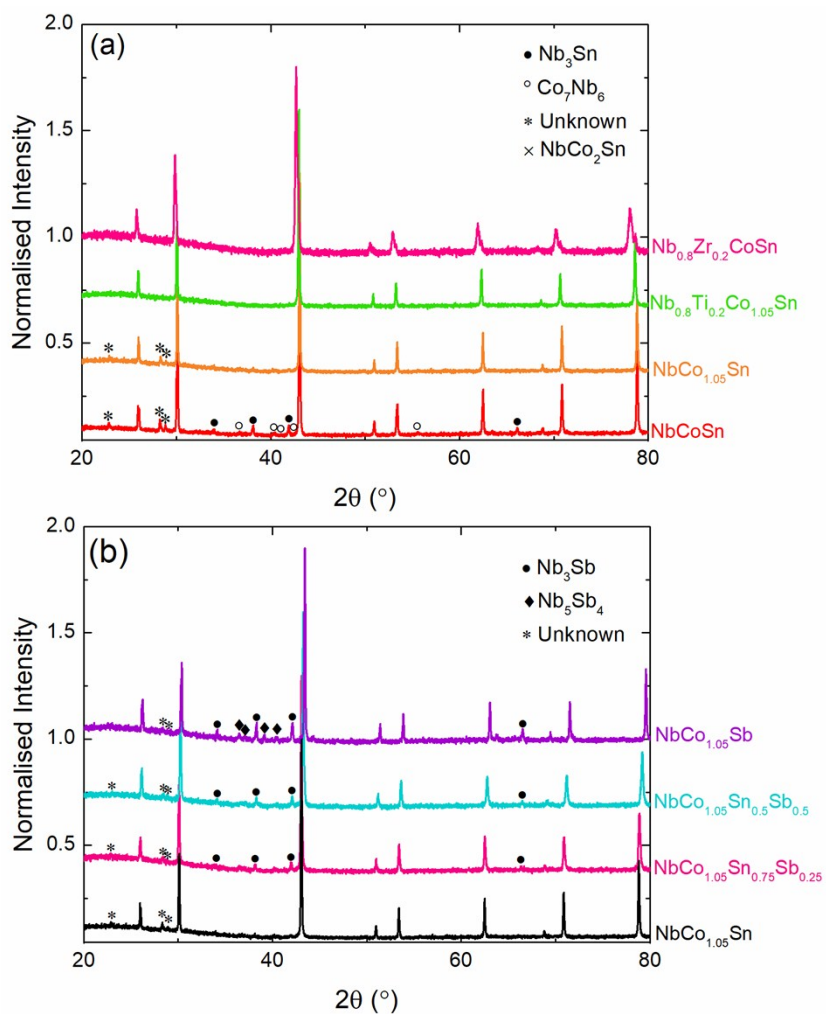 (a)
2.0
1.5
1.0
0.5
Normalised Intensity
● Nb₃Sn
○ Co₇Nb₆
* Unknown
× NbCo₂Sn
Nb₀.₈Zr₀.₂CoSn
Nb₀.₈Ti₀.₂Co₁.₀₅Sn
NbCo₁.₀₅Sn
NbCoSn
20 40 60 80
2θ (°)
(b)
2.0
1.5
1.0
0.5
Normalised Intensity
● Nb₃Sb
◆ Nb₅Sb₄
* Unknown
NbCo₁.₀₅Sb
NbCo₁.₀₅Sn₀.₅Sb₀.₅
NbCo₁.₀₅Sn₀.₇₅Sb₀.₂₅
NbCo₁.₀₅Sn
20 40 60 80
2θ (°)